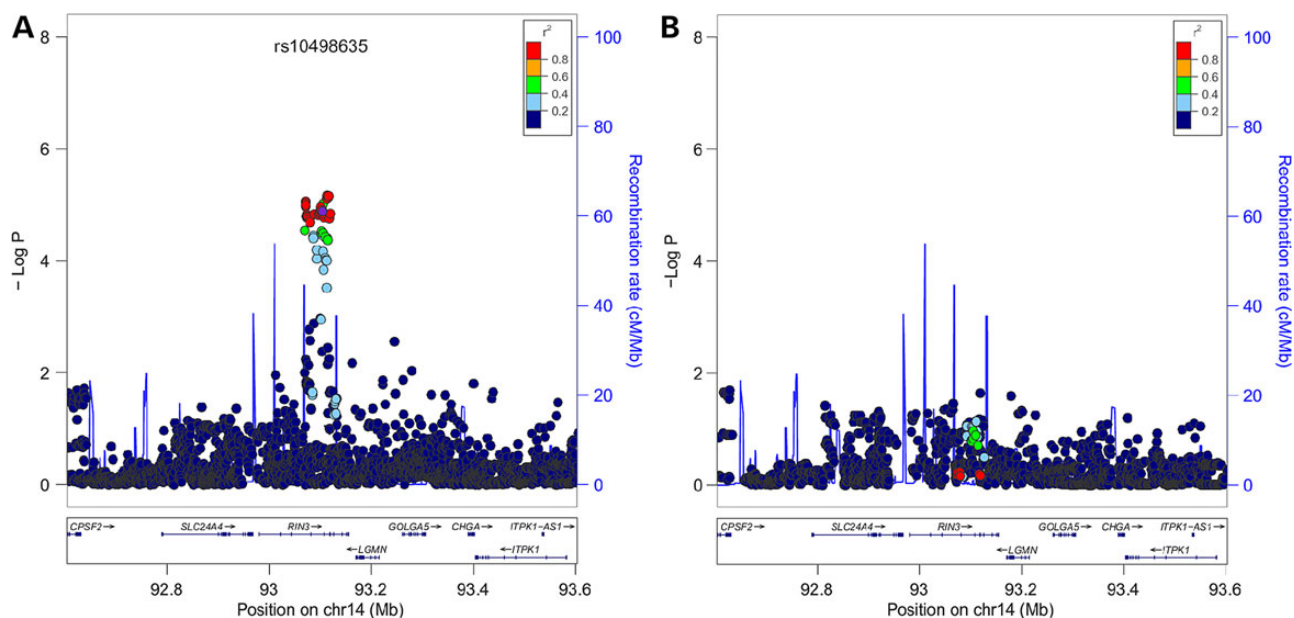 A
rs10498635
r²
0.8
0.6
0.4
0.2
8
6
4
2
0
− Log P
100
80
60
40
20
0
Recombination rate (cM/Mb)
CPSF2→
SLC24A4→
RIN3→
GOLGA5→
CHGA→
ITPK1−AS1→
←LGMN
←ITPK1
92.8
93
93.2
93.4
93.6
Position on chr14 (Mb)
B
r²
0.8
0.6
0.4
0.2
8
6
4
2
0
−Log P
100
80
60
40
20
0
Recombination rate (cM/Mb)
CPSF2→
SLC24A4→
RIN3→
GOLGA5→
CHGA→
ITPK1−AS1→
←LGMN
←!TPK1
92.8
93
93.2
93.4
93.6
Position on chr14 (Mb)